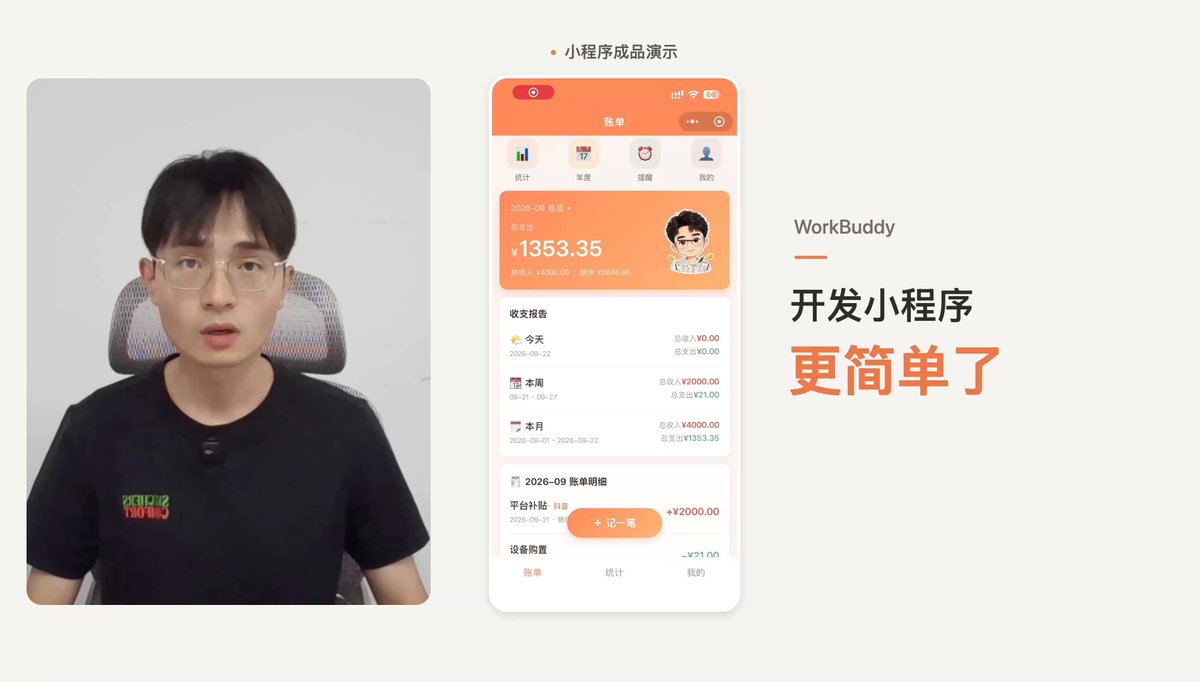 小程序成品演示
66
账单
统计
年度
提醒
我的
2026-09 总览
总支出
¥1353.35
总收入 ¥4000.00 | 结余 ¥2646.65
收支报告
今天
总收入¥0.00
2026-09-22
总支出¥0.00
本周
总收入¥2000.00
09-21 ~ 09-27
总支出¥21.00
本月
总收入¥4000.00
2026-09-01 ~ 2026-09-22
总支出¥1353.35
2026-09 账单明细
平台补贴 抖音
+¥2000.00
2026-09-21
+ 记一笔
设备购置
-¥21.00
账单
统计
我的
WorkBuddy
开发小程序
更简单了